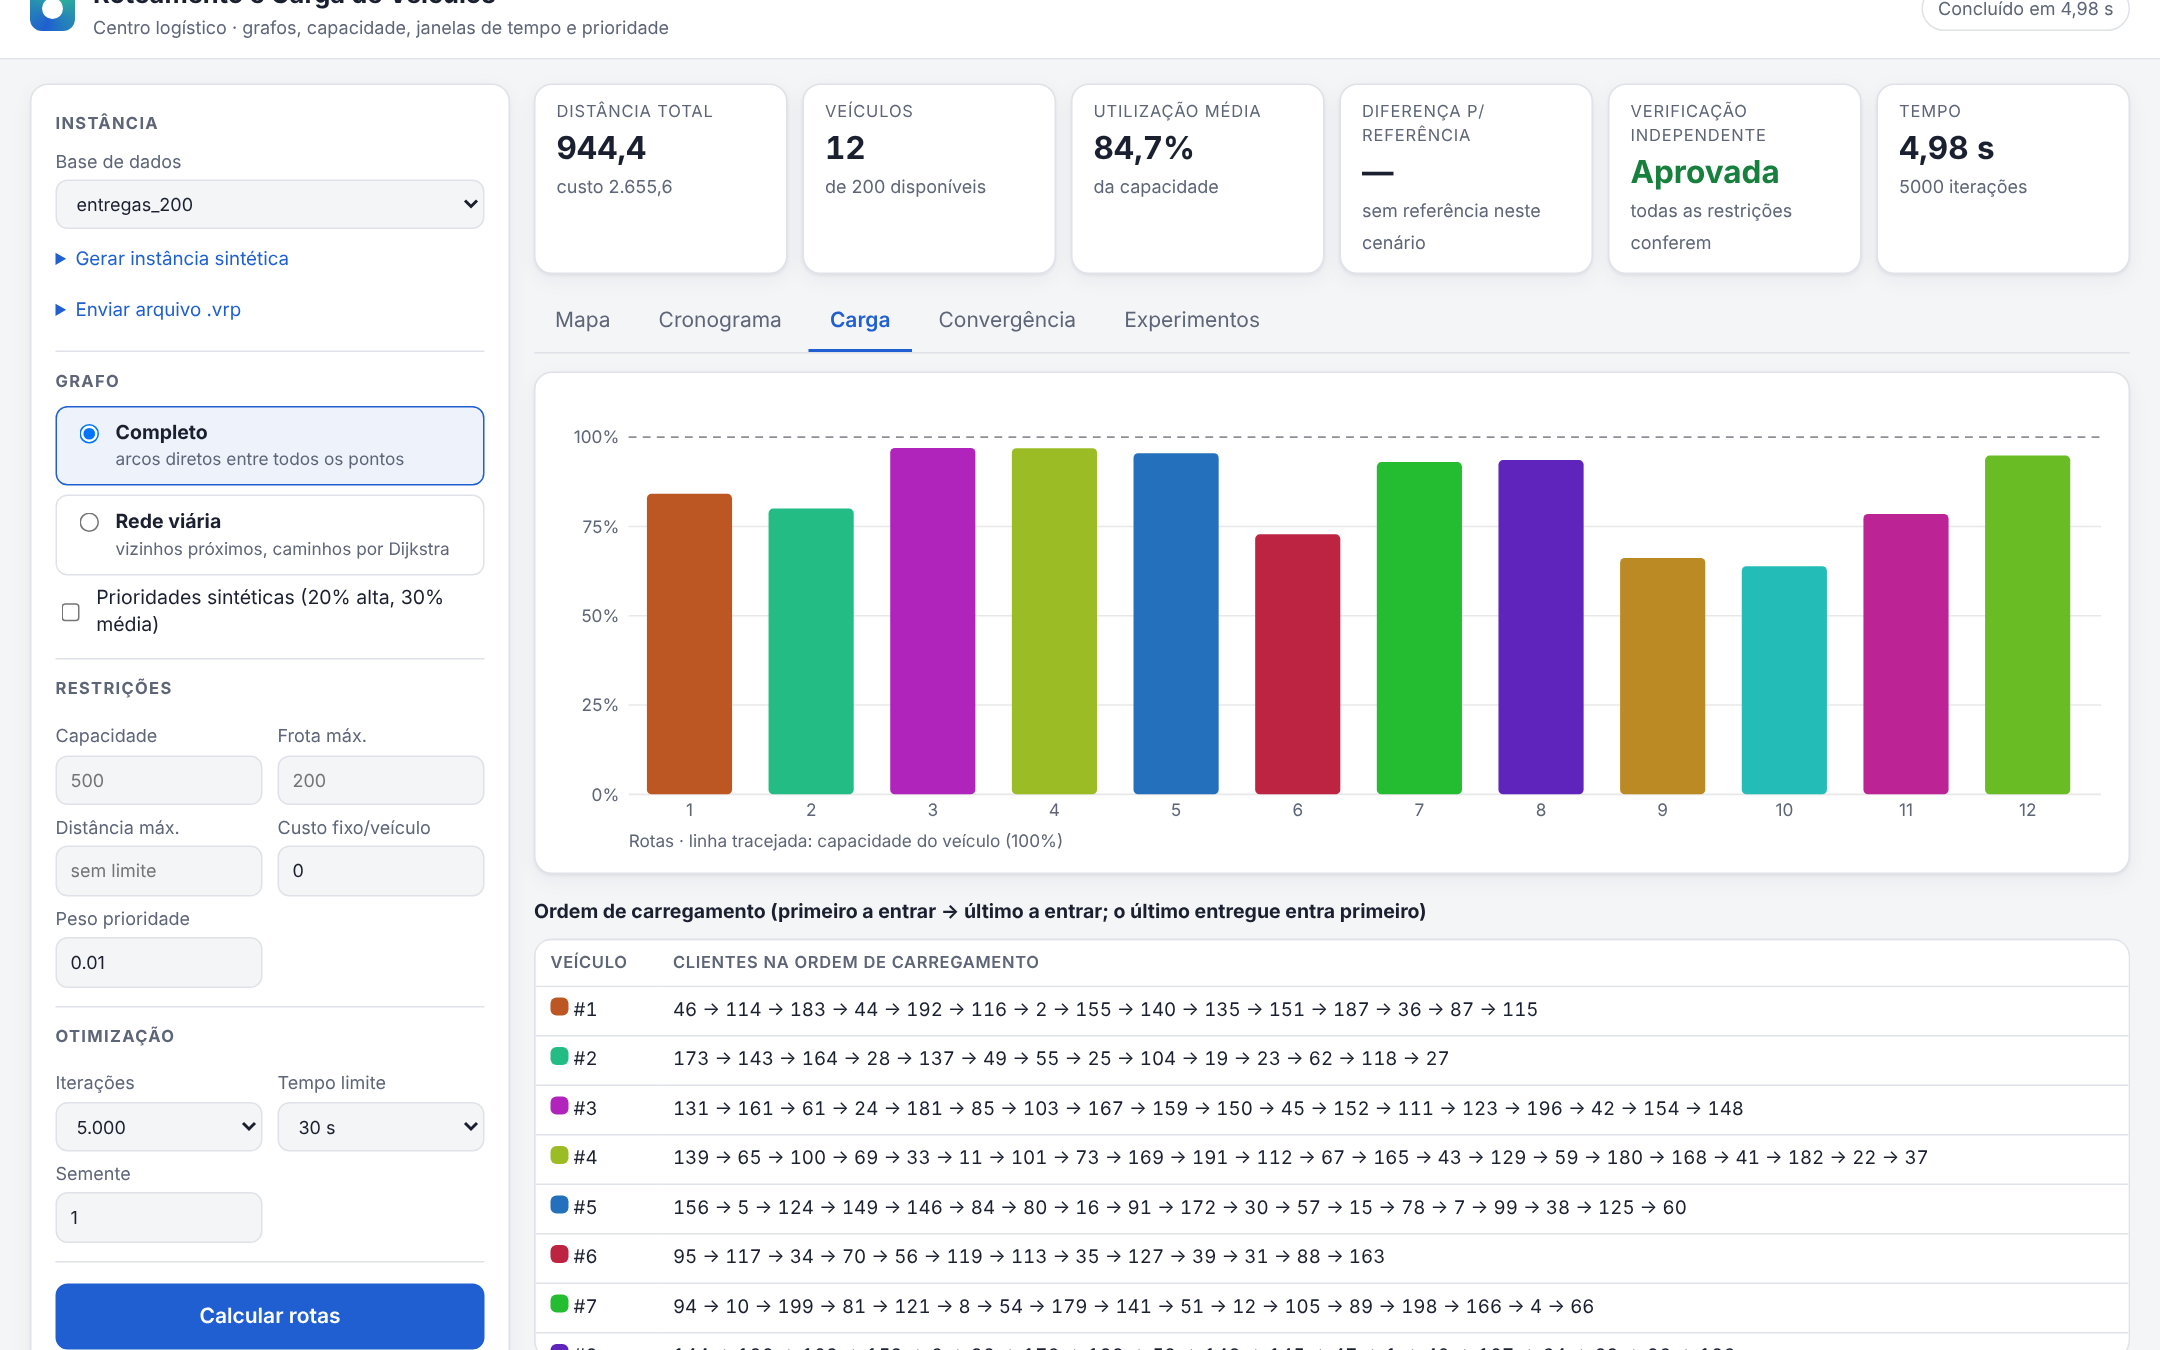 Roteamento e Carga de Veículos
Centro logístico · grafos, capacidade, janelas de tempo e prioridade
Concluído em 4,98 s
INSTÂNCIA
Base de dados
entregas_200
Gerar instância sintética
Enviar arquivo .vrp
GRAFO
Completo
arcos diretos entre todos os pontos
Rede viária
vizinhos próximos, caminhos por Dijkstra
Prioridades sintéticas (20% alta, 30%
média)
RESTRIÇÕES
Capacidade
Frota máx.
500
200
Distância máx.
Custo fixo/veículo
sem limite
0
Peso prioridade
0.01
OTIMIZAÇÃO
Iterações
Tempo limite
5.000
30 s
Semente
1
Calcular rotas
DISTÂNCIA TOTAL
944,4
custo 2.655,6
VEÍCULOS
12
de 200 disponíveis
UTILIZAÇÃO MÉDIA
84,7%
da capacidade
DIFERENÇA P/
REFERÊNCIA
—
sem referência neste
cenário
VERIFICAÇÃO
INDEPENDENTE
Aprovada
todas as restrições
conferem
TEMPO
4,98 s
5000 iterações
Mapa Cronograma Carga Convergência Experimentos
100%
75%
50%
25%
0%
1 2 3 4 5 6 7 8 9 10 11 12
Rotas · linha tracejada: capacidade do veículo (100%)
Ordem de carregamento (primeiro a entrar → último a entrar; o último entregue entra primeiro)
VEÍCULO CLIENTES NA ORDEM DE CARREGAMENTO
#1 46 → 114 → 183 → 44 → 192 → 116 → 2 → 155 → 140 → 135 → 151 → 187 → 36 → 87 → 115
#2 173 → 143 → 164 → 28 → 137 → 49 → 55 → 25 → 104 → 19 → 23 → 62 → 118 → 27
#3 131 → 161 → 61 → 24 → 181 → 85 → 103 → 167 → 159 → 150 → 45 → 152 → 111 → 123 → 196 → 42 → 154 → 148
#4 139 → 65 → 100 → 69 → 33 → 11 → 101 → 73 → 169 → 191 → 112 → 67 → 165 → 43 → 129 → 59 → 180 → 168 → 41 → 182 → 22 → 37
#5 156 → 5 → 124 → 149 → 146 → 84 → 80 → 16 → 91 → 172 → 30 → 57 → 15 → 78 → 7 → 99 → 38 → 125 → 60
#6 95 → 117 → 34 → 70 → 56 → 119 → 113 → 35 → 127 → 39 → 31 → 88 → 163
#7 94 → 10 → 199 → 81 → 121 → 8 → 54 → 179 → 141 → 51 → 12 → 105 → 89 → 198 → 166 → 4 → 66